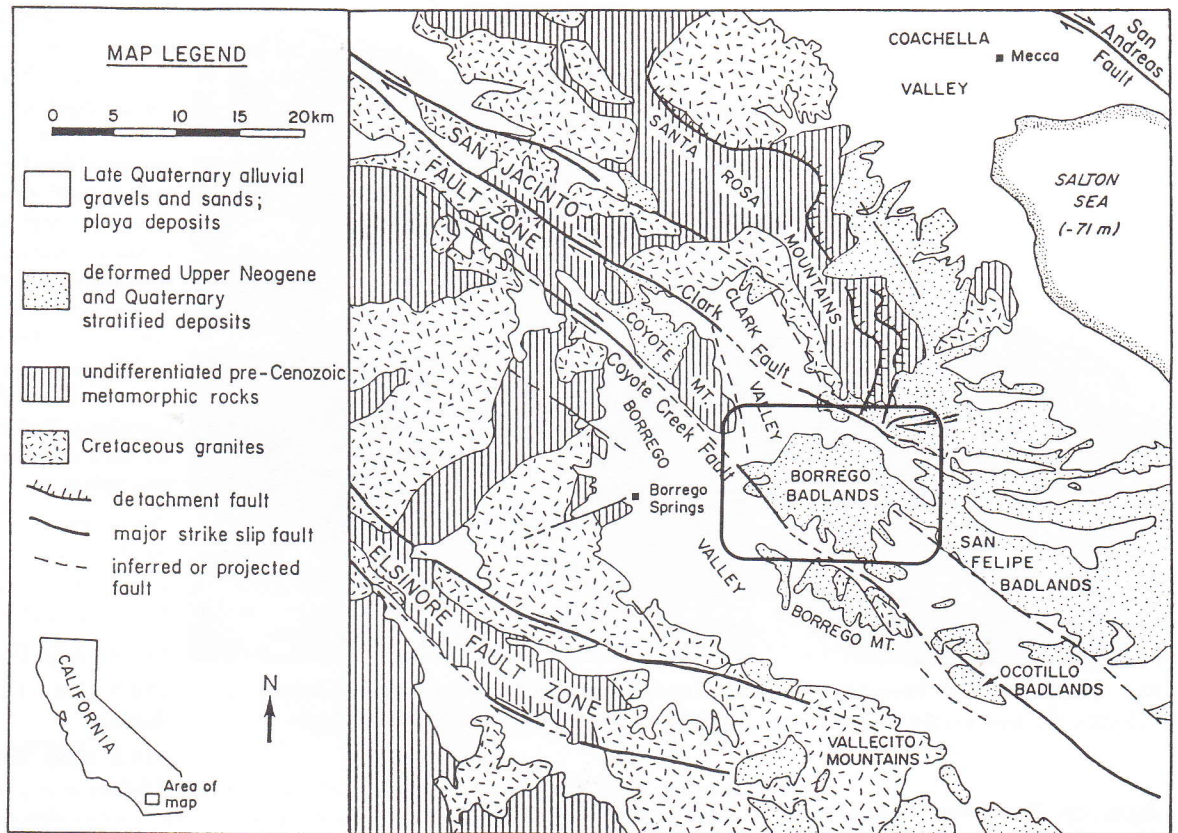 MAP LEGEND
0 5 10 15 20 km
Late Quaternary alluvial
gravels and sands;
playa deposits
deformed Upper Neogene
and Quaternary
stratified deposits
undifferentiated pre-Cenozoic
metamorphic rocks
Cretaceous granites
detachment fault
major strike slip fault
inferred or projected
fault
CALIFORNIA
Area of
map
N
COACHELLA
VALLEY
Mecca
San
Andreas
Fault
SALTON
SEA
(-71 m)
SANTA
ROSA
MOUNTAINS
SAN JACINTO
FAULT ZONE
Clark
VALLEY
CLARK Fault
COYOTE
MT.
Coyote Creek Fault
BORREGO
VALLEY
Borrego
Springs
BORREGO
BADLANDS
SAN
FELIPE
BADLANDS
BORREGO MT.
OCOTILLO
BADLANDS
ELSINORE
FAULT ZONE
VALLECITO
MOUNTAINS